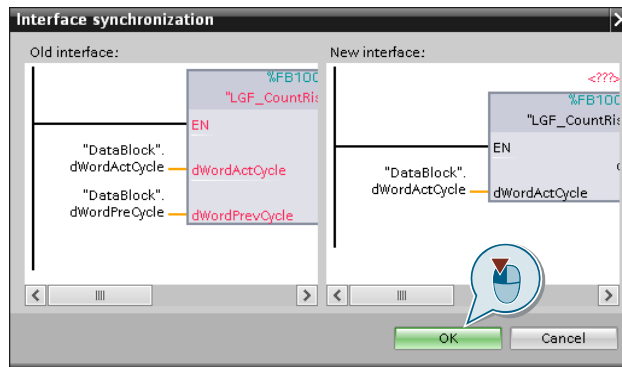 Interface synchronization
Old interface:
%FB100
"LGF_CountRis
EN
"DataBlock".
dWordActCycle
dWordActCycle
"DataBlock".
dWordPreCycle
dWordPrevCycle
New interface:
<???>
%FB100
"LGF_CountRis
EN
"DataBlock".
dWordActCycle
dWordActCycle
OK
Cancel